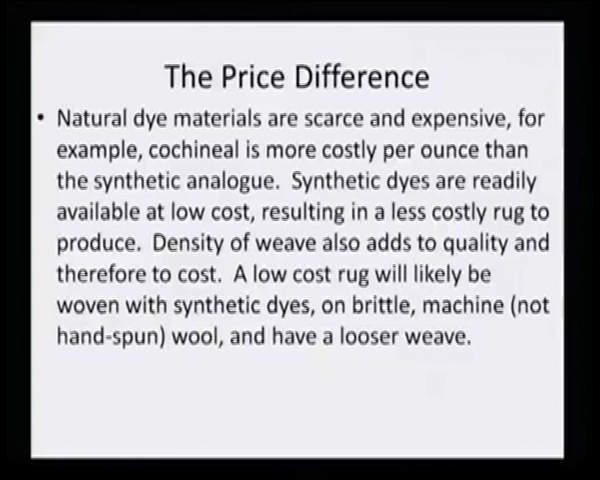 The Price Difference
• Natural dye materials are scarce and expensive, for
example, cochineal is more costly per ounce than
the synthetic analogue.  Synthetic dyes are readily
available at low cost, resulting in a less costly rug to
produce.  Density of weave also adds to quality and
therefore to cost.  A low cost rug will likely be
woven with synthetic dyes, on brittle, machine (not
hand-spun) wool, and have a looser weave.